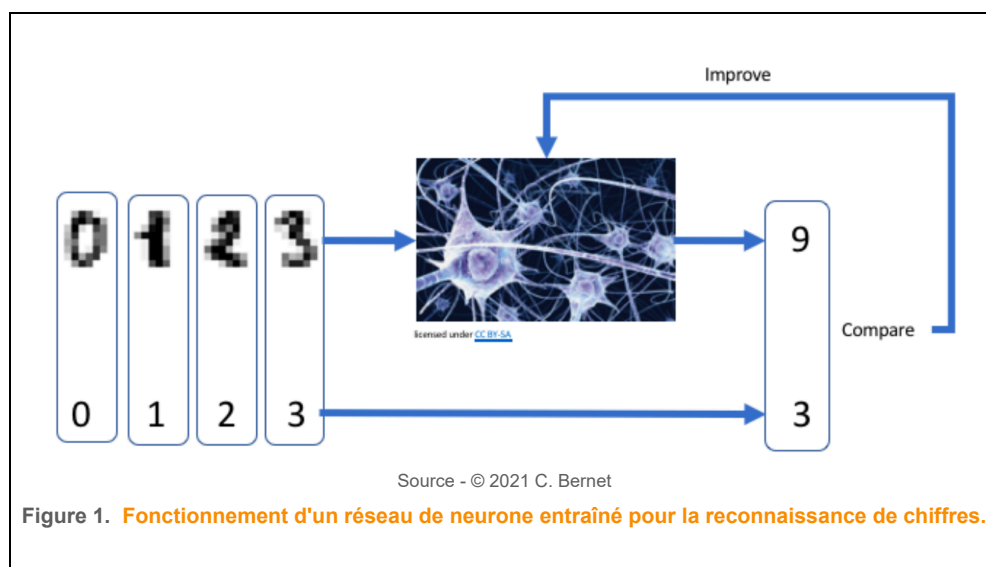 Improve
0 1 2 3
9
licensed under CC BY-SA
Compare
0 1 2 3
3
Source - © 2021 C. Bernet
Figure 1. Fonctionnement d'un réseau de neurone entraîné pour la reconnaissance de chiffres.